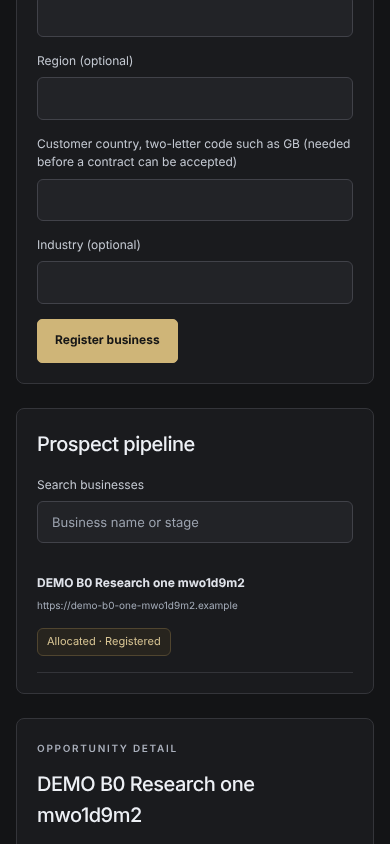 Region (optional)
Customer country, two-letter code such as GB (needed
before a contract can be accepted)
Industry (optional)
Register business
Prospect pipeline
Search businesses
Business name or stage
DEMO B0 Research one mwo1d9m2
https://demo-b0-one-mwo1d9m2.example
Allocated · Registered
OPPORTUNITY DETAIL
DEMO B0 Research one
mwo1d9m2